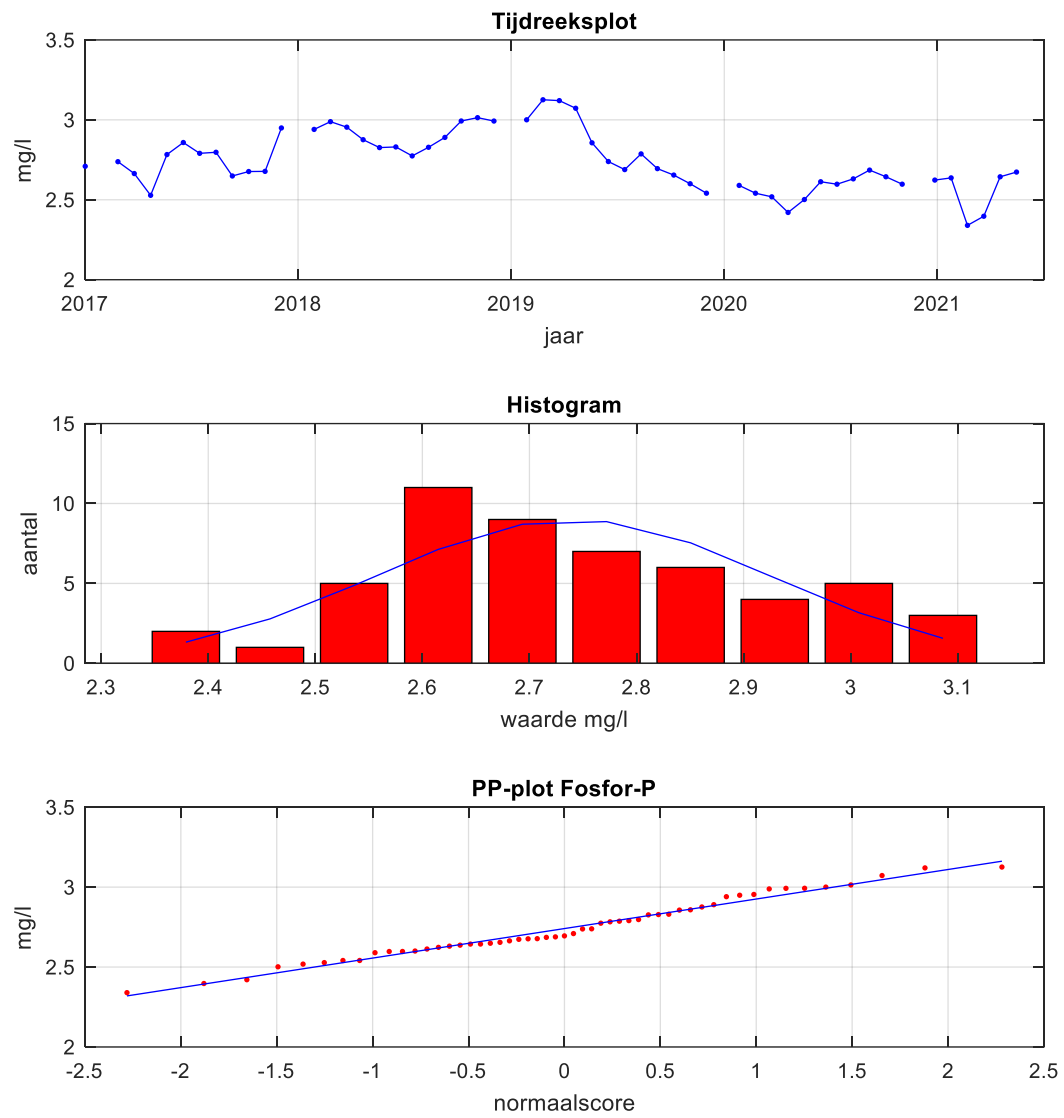 Tijdreeksplot
3.5
3
2.5
2
mg/l
2017 2018 2019 2020 2021
jaar
Histogram
15
10
5
0
aantal
2.3 2.4 2.5 2.6 2.7 2.8 2.9 3 3.1
waarde mg/l
PP-plot Fosfor-P
3.5
3
2.5
2
mg/l
-2.5 -2 -1.5 -1 -0.5 0 0.5 1 1.5 2 2.5
normaalscore